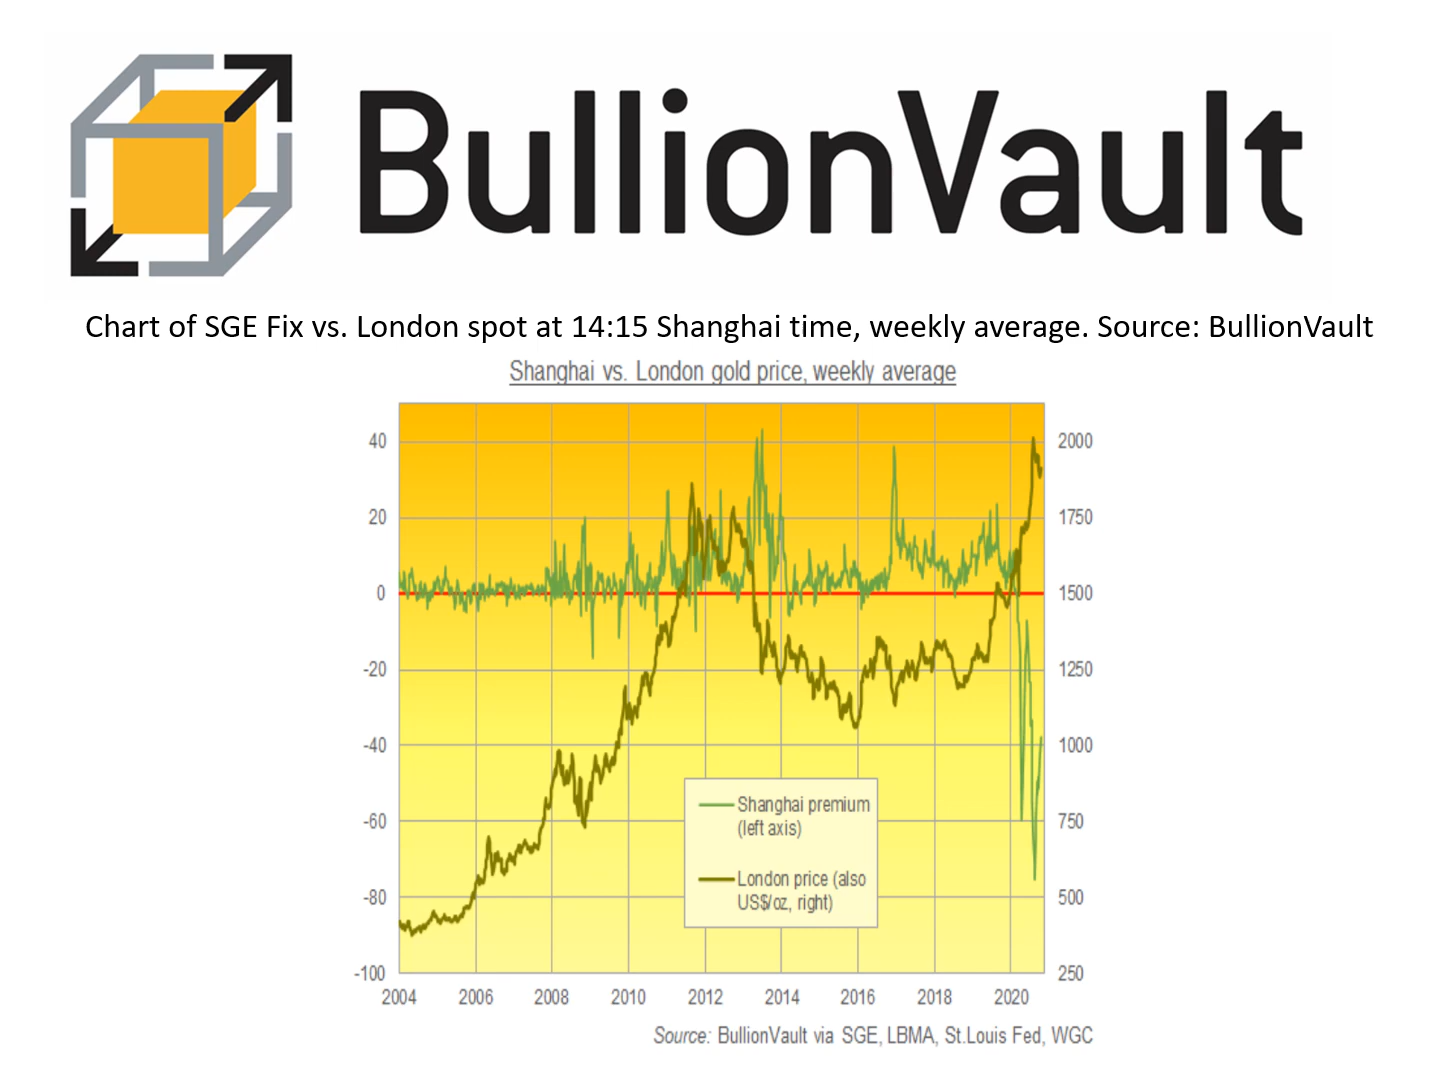 BullionVault
Chart of SGE Fix vs. London spot at 14:15 Shanghai time, weekly average. Source: BullionVault
Shanghai vs. London gold price, weekly average
40
20
0
-20
-40
-60
-80
-100
2000
1750
1500
1250
1000
750
500
250
Shanghai premium
(left axis)
London price (also
US$/oz, right)
2004 2006 2008 2010 2012 2014 2016 2018 2020
Source: BullionVault via SGE, LBMA, St.Louis Fed, WGC